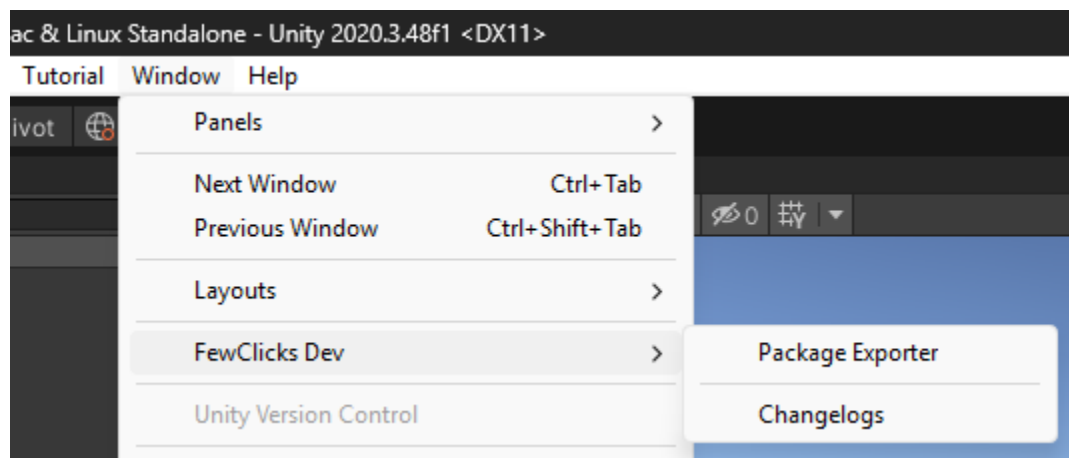 ac & Linux Standalone - Unity 2020.3.48f1 <DX11>
Tutorial Window Help
ivot
Panels
Next Window Ctrl+Tab
Previous Window Ctrl+Shift+Tab
0
Layouts
FewClicks Dev
Package Exporter
Unity Version Control
Changelogs